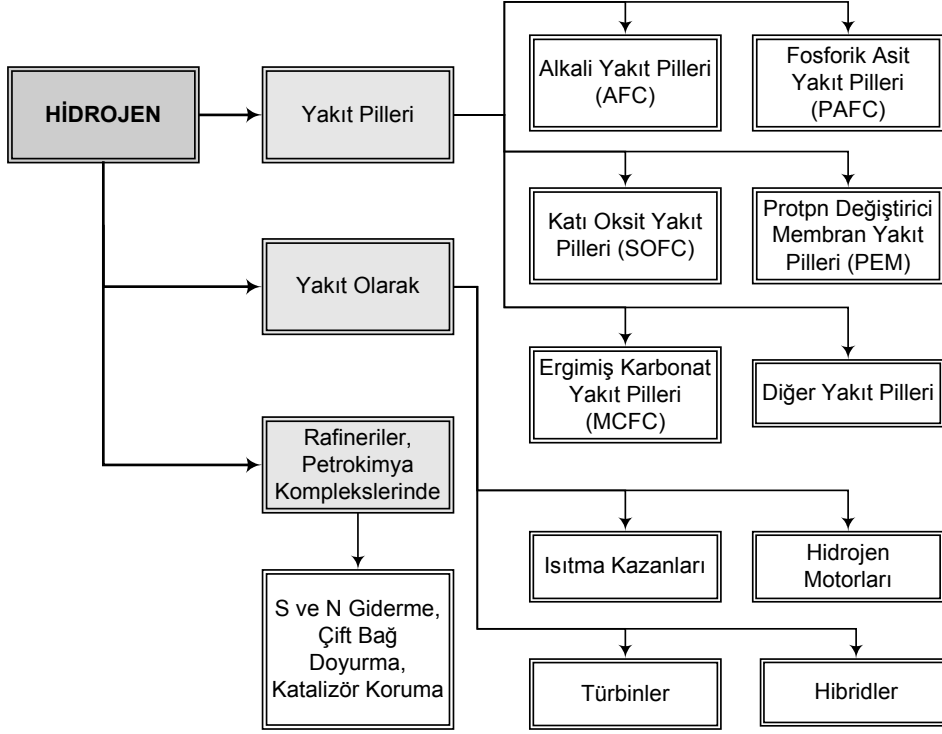 HİDROJEN
Yakıt Pilleri
Alkali Yakıt Pilleri
(AFC)
Fosforik Asit
Yakıt Pilleri
(PAFC)
Katı Oksit Yakıt
Pilleri (SOFC)
Protpn Değiştirici
Membran Yakıt
Pilleri (PEM)
Ergimiş Karbonat
Yakıt Pilleri
(MCFC)
Diğer Yakıt Pilleri
Yakıt Olarak
Isıtma Kazanları
Hidrojen
Motorları
Türbinler
Hibridler
Rafineriler,
Petrokimya
Komplekslerinde
S ve N Giderme,
Çift Bağ
Doyurma,
Katalizör Koruma